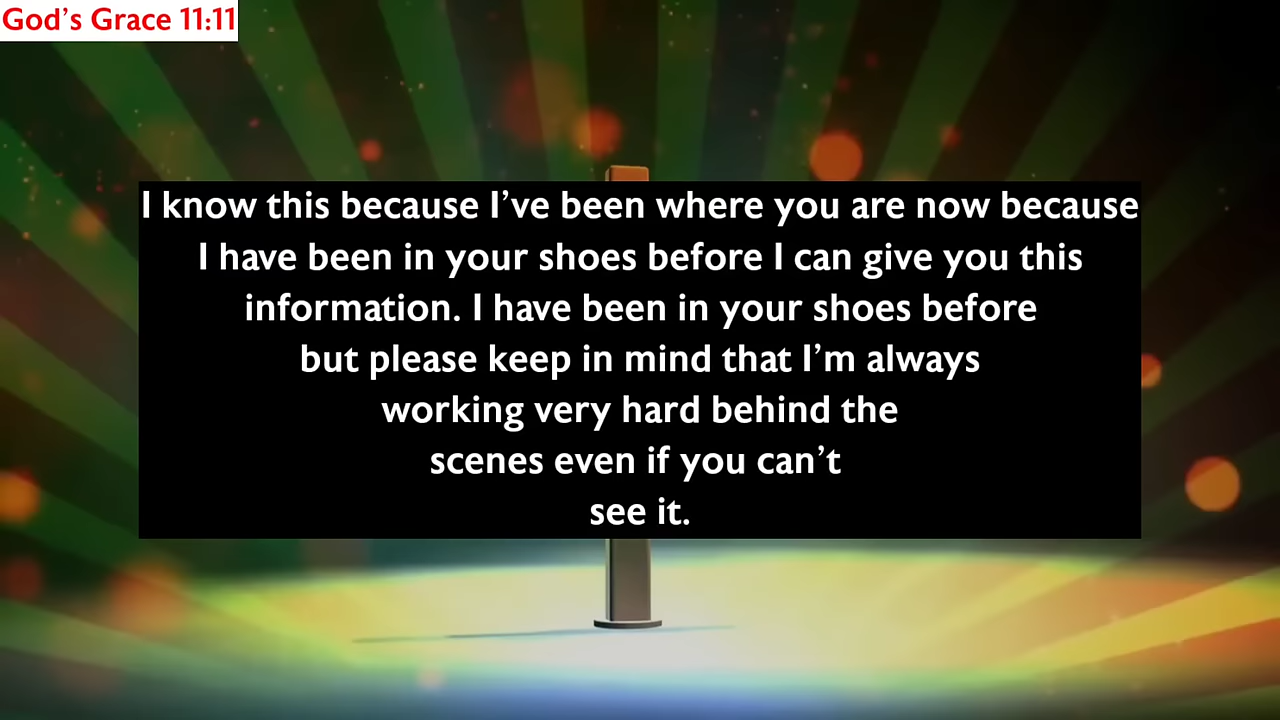 God’s Grace 11:11
I know this because I’ve been where you are now because
I have been in your shoes before I can give you this
information. I have been in your shoes before
but please keep in mind that I’m always
working very hard behind the
scenes even if you can’t
see it.